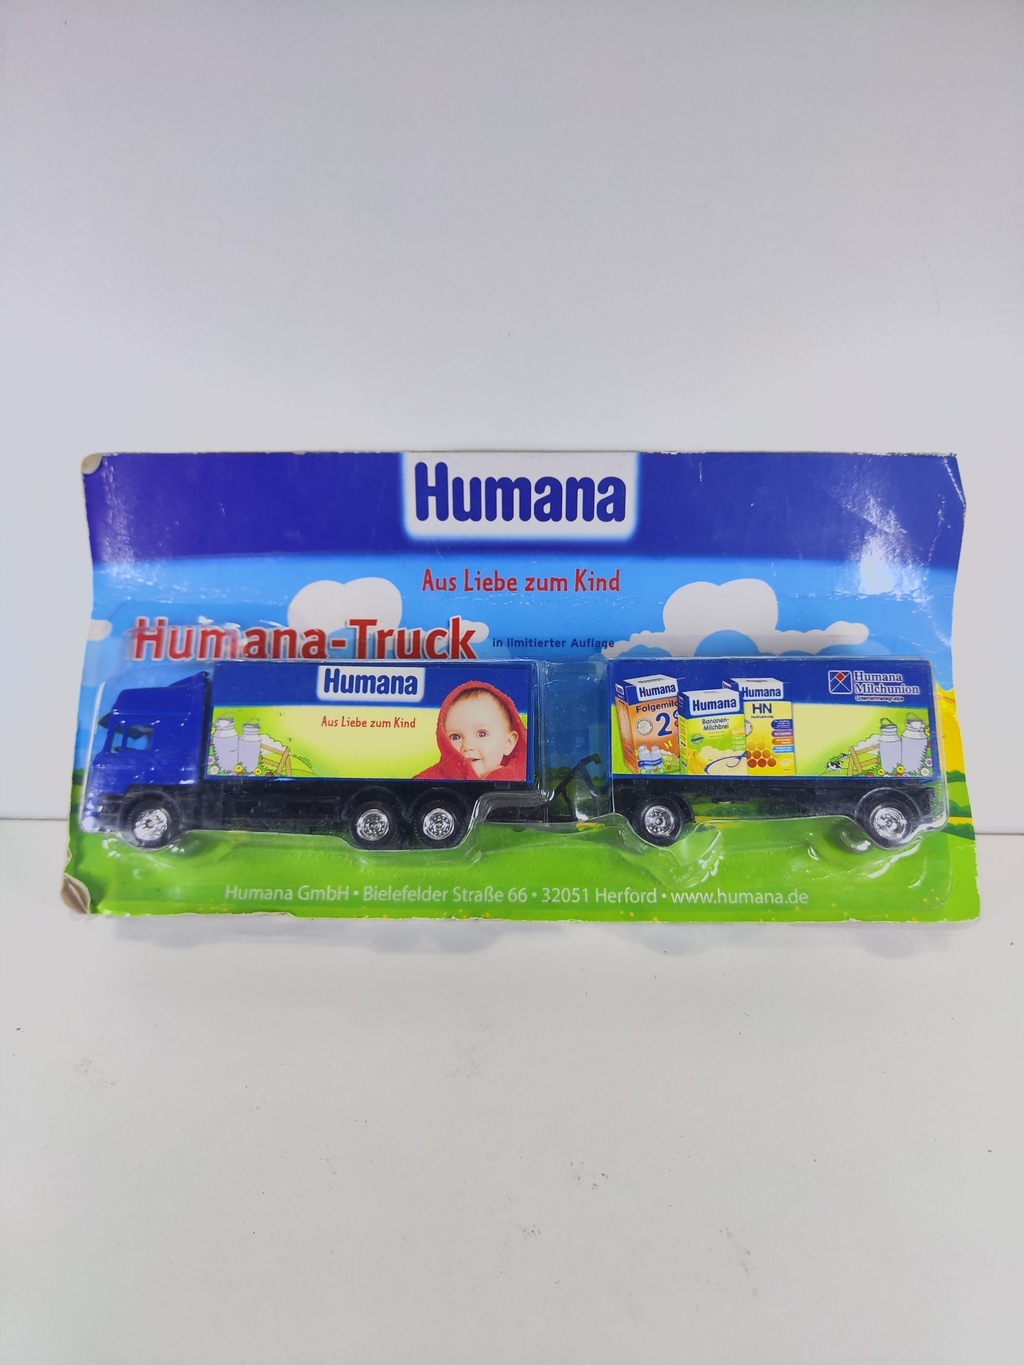 Humana
Aus Liebe zum Kind
Humana-Truck
in limitierter Auflage
Humana
Aus Liebe zum Kind
Humana
Folgemilch
2
Humana
Bananen-
Milchbrei
Humana
HN
Humana
Milchunion
Unternehmensgruppe
Humana GmbH • Bielefelder Straße 66 • 32051 Herford • www.humana.de